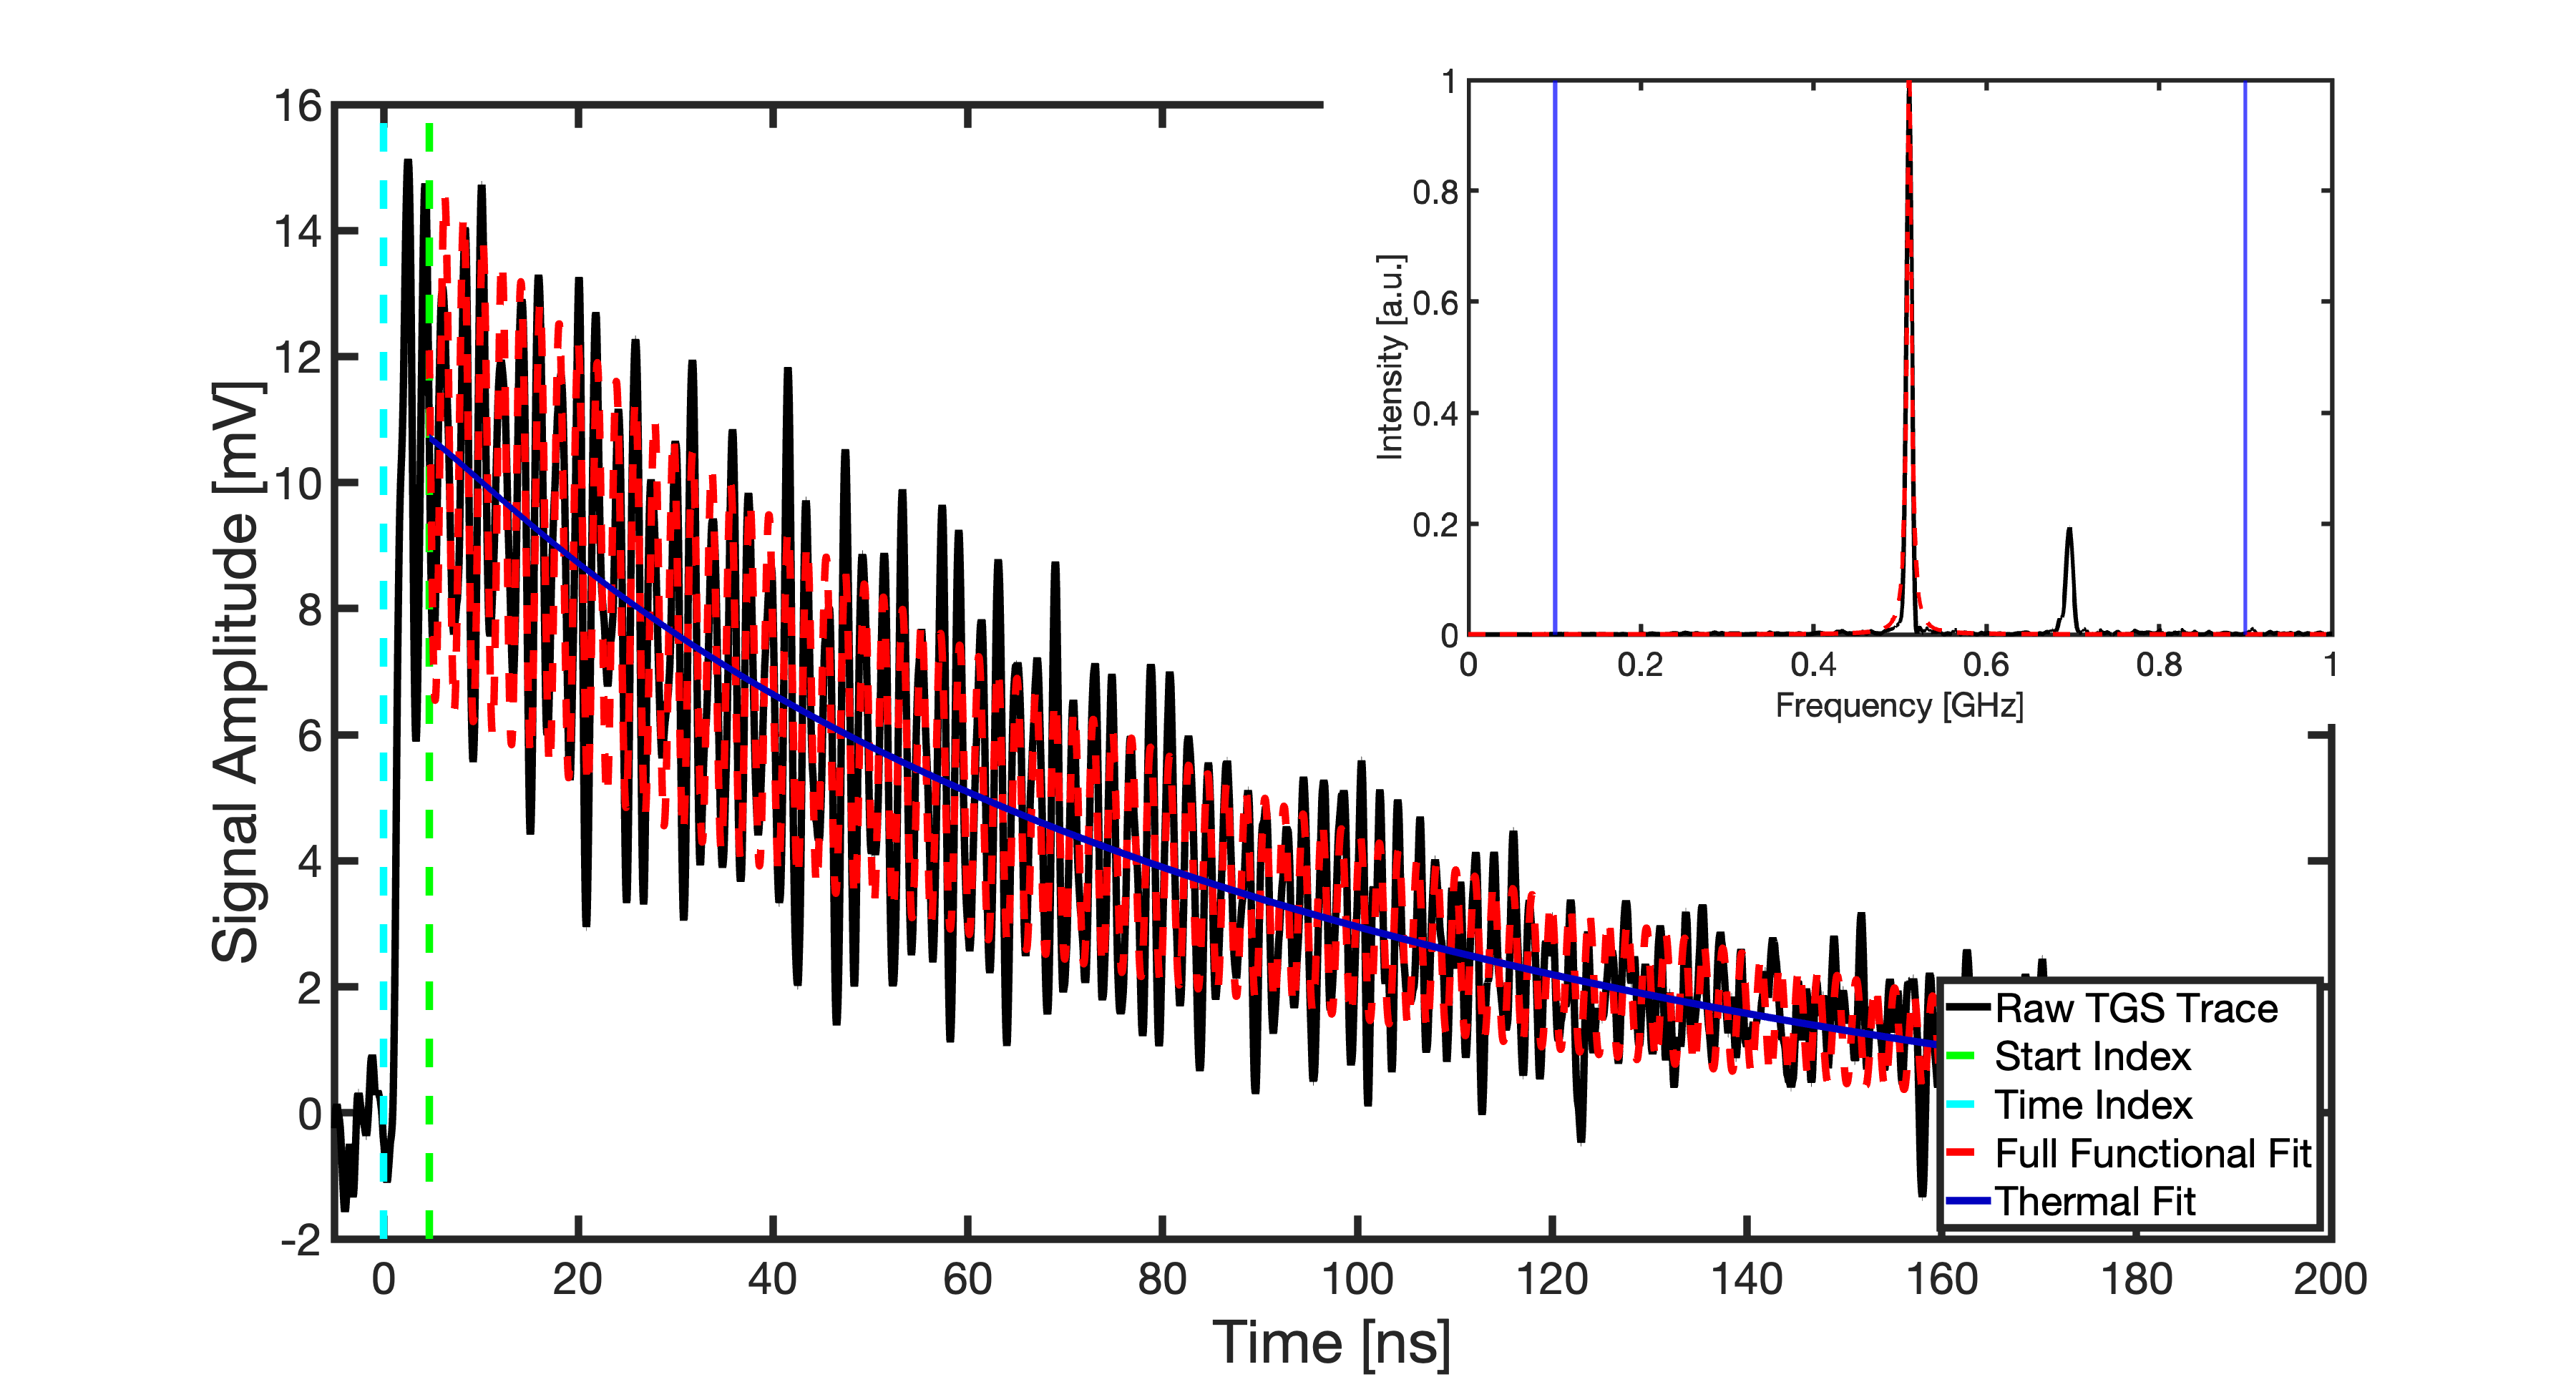 16
14
12
10
8
6
4
2
0
-2
Signal Amplitude [mV]
0 20 40 60 80 100 120 140 160 180 200
Time [ns]
1
0.8
0.6
0.4
0.2
0
Intensity [a.u.]
0 0.2 0.4 0.6 0.8 1
Frequency [GHz]
Raw TGS Trace
Start Index
Time Index
Full Functional Fit
Thermal Fit